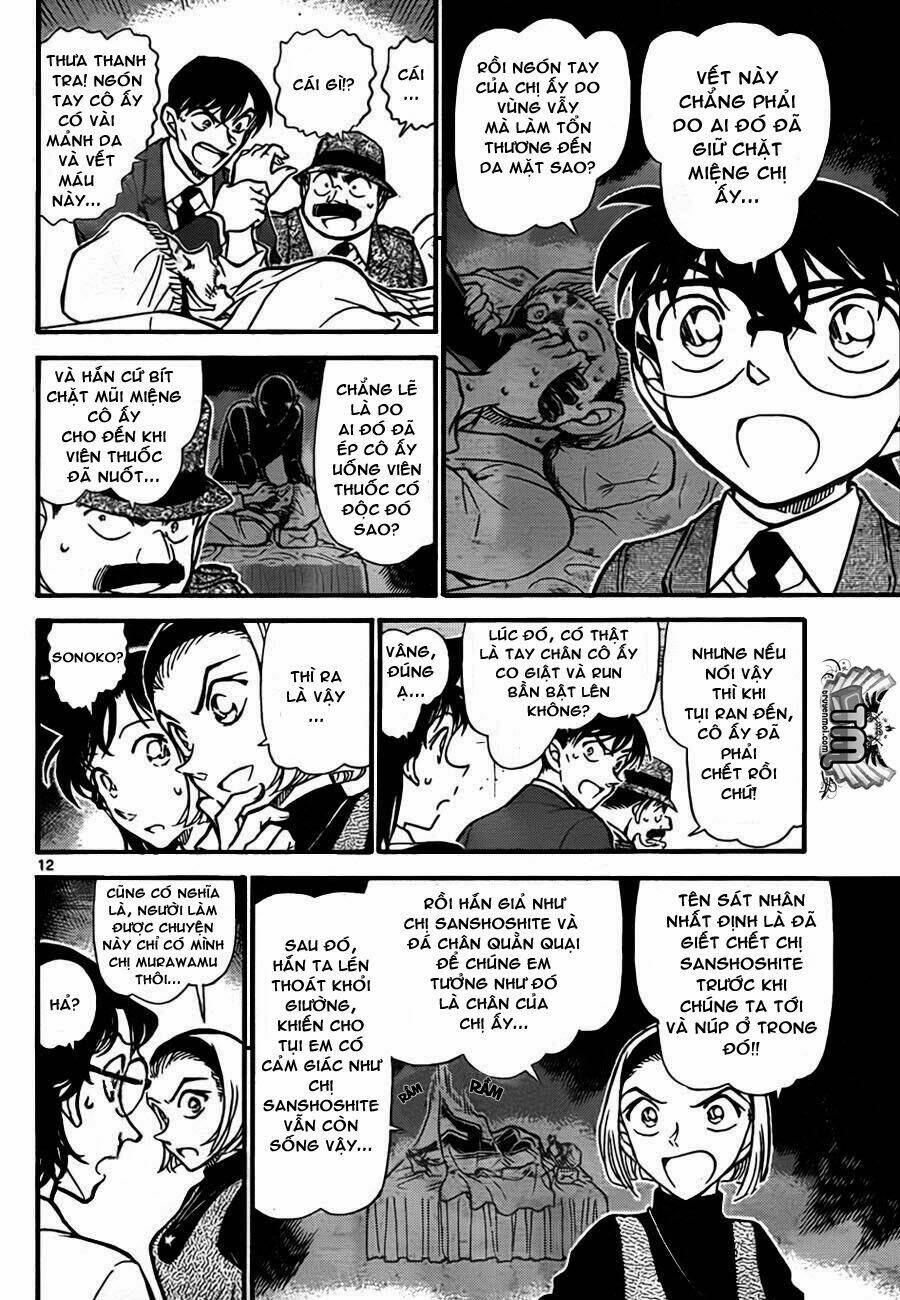 VẾT NÀY
CHẲNG PHẢI
DO AI ĐÓ ĐÃ
GIỮ CHẶT
MIỆNG CHỊ
ẤY...
RỒI NGÓN TAY
CỦA CHỊ ẤY DO
VÙNG VẪY
MÀ LÀM TỔN
THƯƠNG ĐẾN
DA MẶT SAO?
CÁI
...
CÁI GÌ!?
THƯA THANH
TRA! NGÓN
TAY CÔ ẤY
CÓ VÀI
MẢNH DA
VÀ VẾT
MÁU
NÀY...
CHẲNG LẼ
LÀ DO
AI ĐÓ ĐÃ
ÉP CÔ ẤY
UỐNG VIÊN
THUỐC CÓ
ĐỘC ĐÓ
SAO?
VÀ HẮN CỨ BÍT
CHẶT MŨI MIỆNG
CÔ ẤY
CHO ĐẾN KHI
VIÊN THUỐC
ĐÃ NUỐT...
NHƯNG NẾU
NÓI VẬY
THÌ KHI
TỤI RAN ĐẾN,
CÔ ẤY ĐÃ
PHẢI
CHẾT RỒI
CHỨ!
LÚC ĐÓ, CÓ THẬT
LÀ TAY CHÂN CÔ ẤY
CO GIẬT VÀ RUN
BẦN BẬT LÊN
KHÔNG?
VÂNG,
ĐÚNG
Ạ...
THÌ RA
LÀ VẬY
...
SONOKO?
TM
truyenmoi.com
12
TÊN SÁT NHÂN
NHẤT ĐỊNH LÀ ĐÃ
GIẾT CHẾT CHỊ
SANSHOSHITE
TRƯỚC KHI
CHÚNG TA TỚI
VÀ NÚP Ở TRONG
ĐÓ!!
RỒI HẮN GIẢ NHƯ
CHỊ SANSHOSHITE VÀ
ĐÁ CHÂN QUẰN QUẠI
ĐỂ CHÚNG EM
TƯỞNG NHƯ ĐÓ
LÀ CHÂN CỦA
CHỊ ẤY...
RẦM
RẦM
SAU ĐÓ,
HẮN TA LÉN
THOÁT KHỎI
GIƯỜNG,
KHIẾN CHO
TỤI EM CÓ
CẢM GIÁC NHƯ
CHỊ
SANSHOSHITE
VẪN CÒN
SỐNG VẬY.
CŨNG CÓ NGHĨA
LÀ, NGƯỜI LÀM
ĐƯỢC CHUYỆN
NÀY CHỈ CÓ MÌNH
CHỊ MURAWAMU
THÔI...
HẢ?